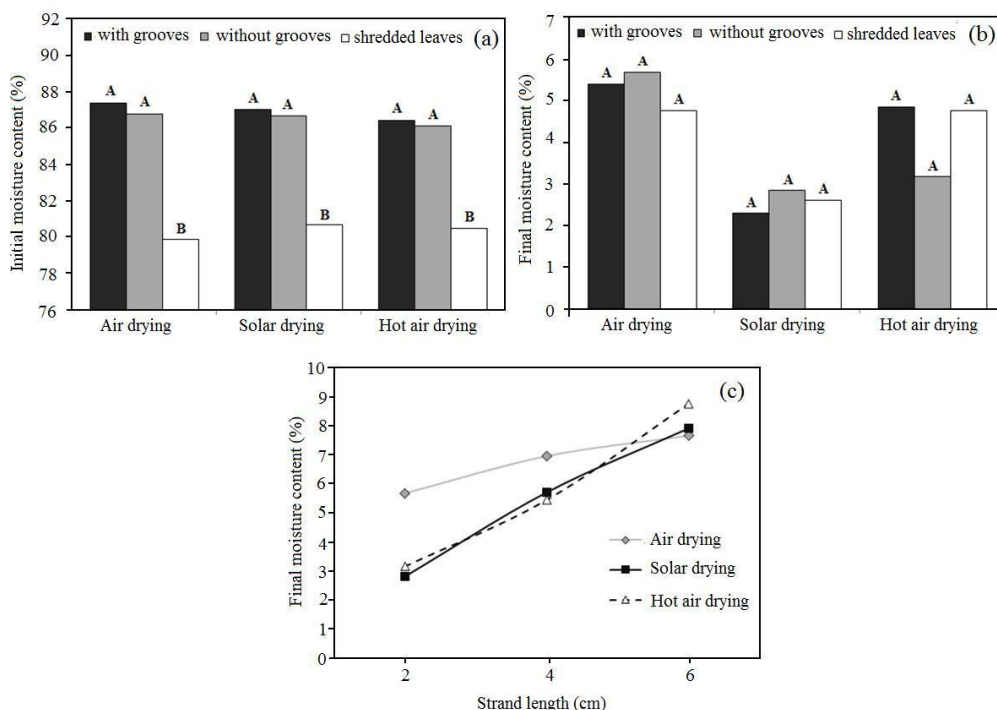 92
90
88
86
84
82
80
78
76
Initial moisture content (%)
with grooves without grooves shredded leaves
(a)
A A B
A A B
A A B
Air drying Solar drying Hot air drying
7
6
5
4
3
2
1
0
Final moisture content (%)
with grooves without grooves shredded leaves
(b)
A A A
A A A
A A A
Air drying Solar drying Hot air drying
10
9
8
7
6
5
4
3
2
1
0
Final moisture content (%)
(c)
Air drying
Solar drying
Hot air drying
2 4 6
Strand length (cm)